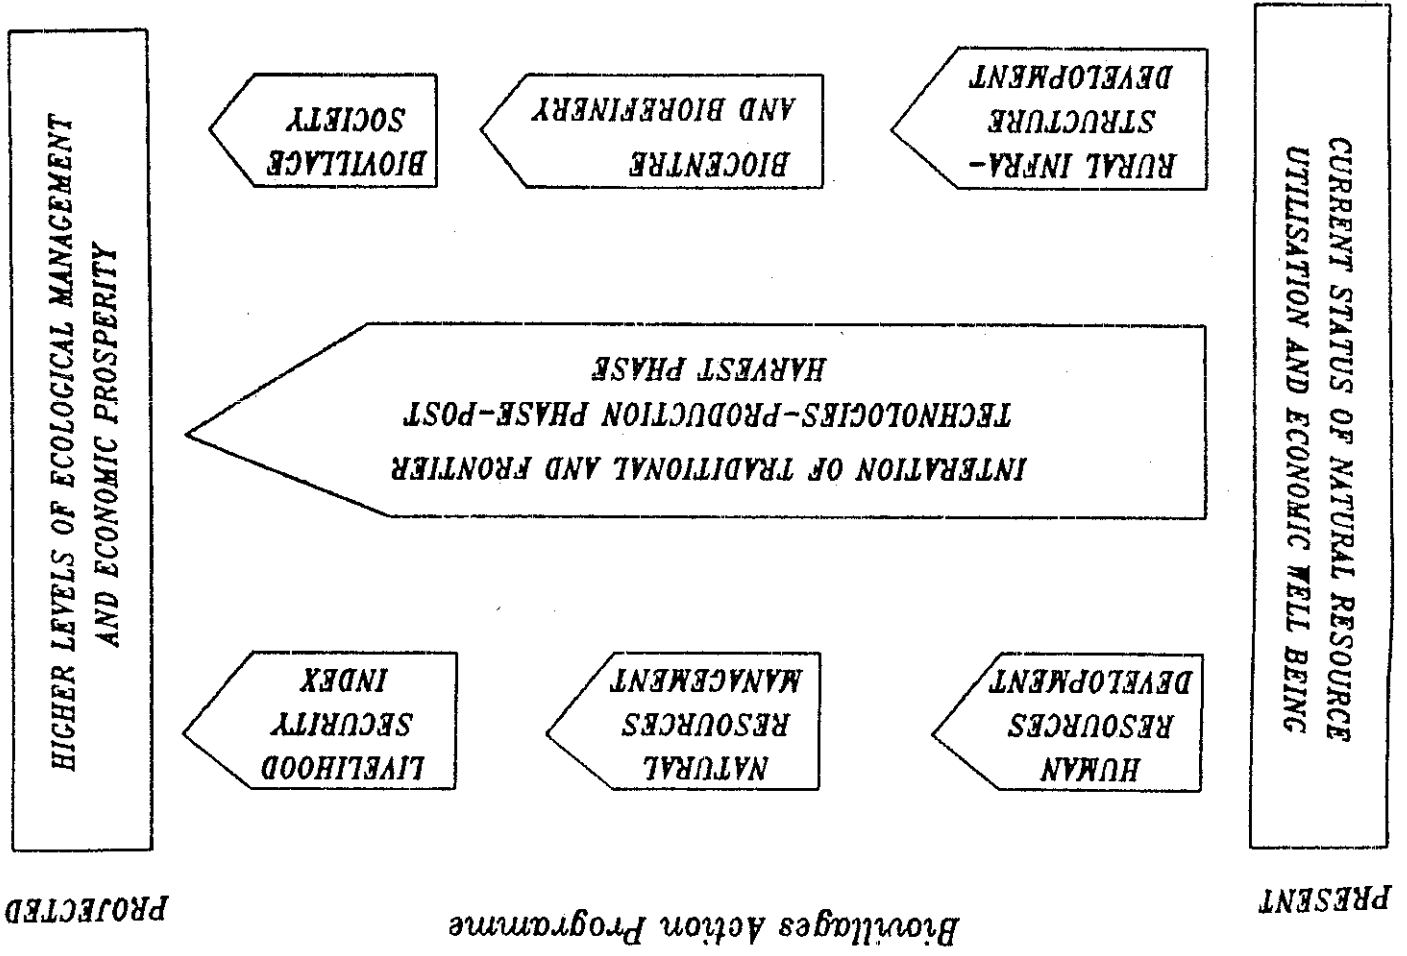 Biovillages Action Programme
PRESENT
PROJECTED
CURRENT STATUS OF NATURAL RESOURCE
UTILISATION AND ECONOMIC WELL BEING
HUMAN
RESOURCES
DEVELOPMENT
NATURAL
RESOURCES
MANAGEMENT
LIVELIHOOD
SECURITY
INDEX
INTERATION OF TRADITIONAL AND FRONTIER
TECHNOLOGIES-PRODUCTION PHASE-POST
HARVEST PHASE
RURAL INFRA-
STRUCTURE
DEVELOPMENT
BIOCENTRE
AND BIOREFINERY
BIOVILLAGE
SOCIETY
HIGHER LEVELS OF ECOLOGICAL MANAGEMENT
AND ECONOMIC PROSPERITY